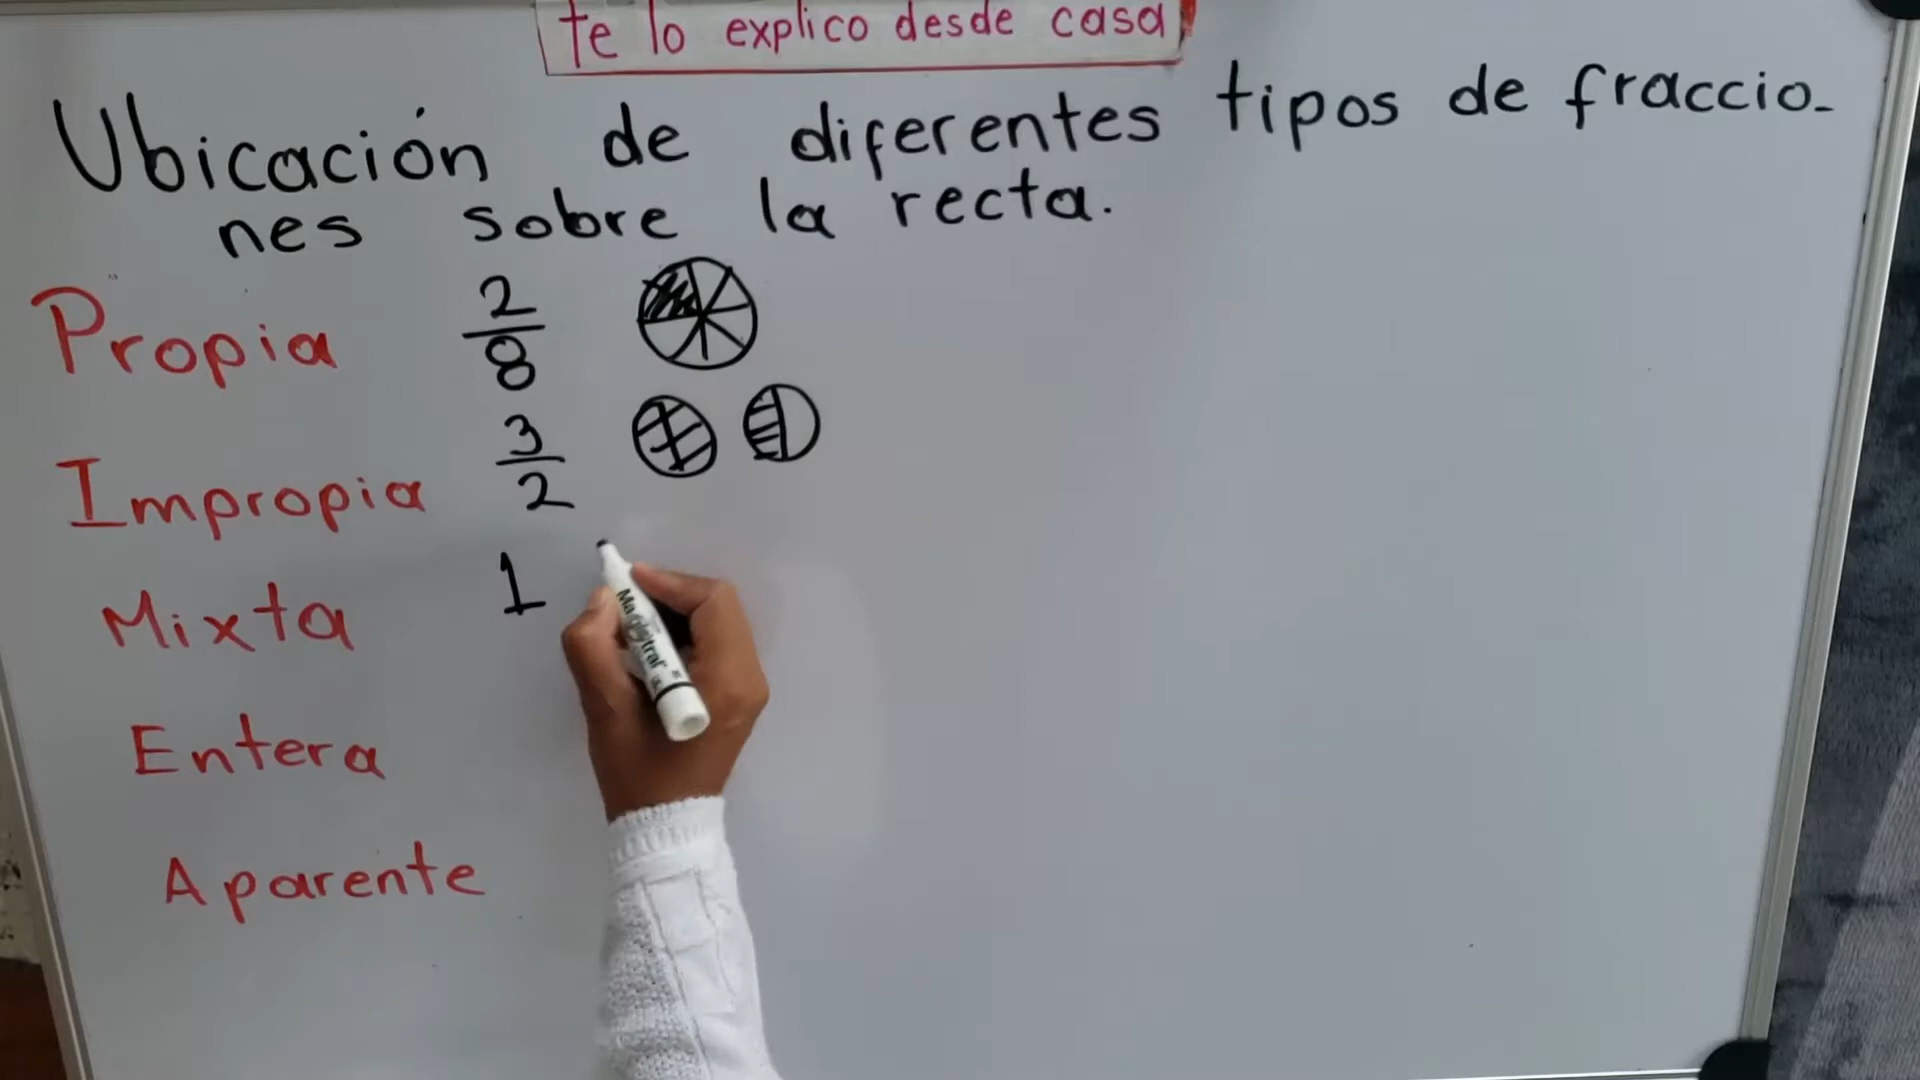 te lo explico desde casa
Ubicación de diferentes tipos de fraccio-
nes sobre la recta.
Propia 2/8
Impropia 3/2
Mixta 1
Entera
Aparente
Magistral